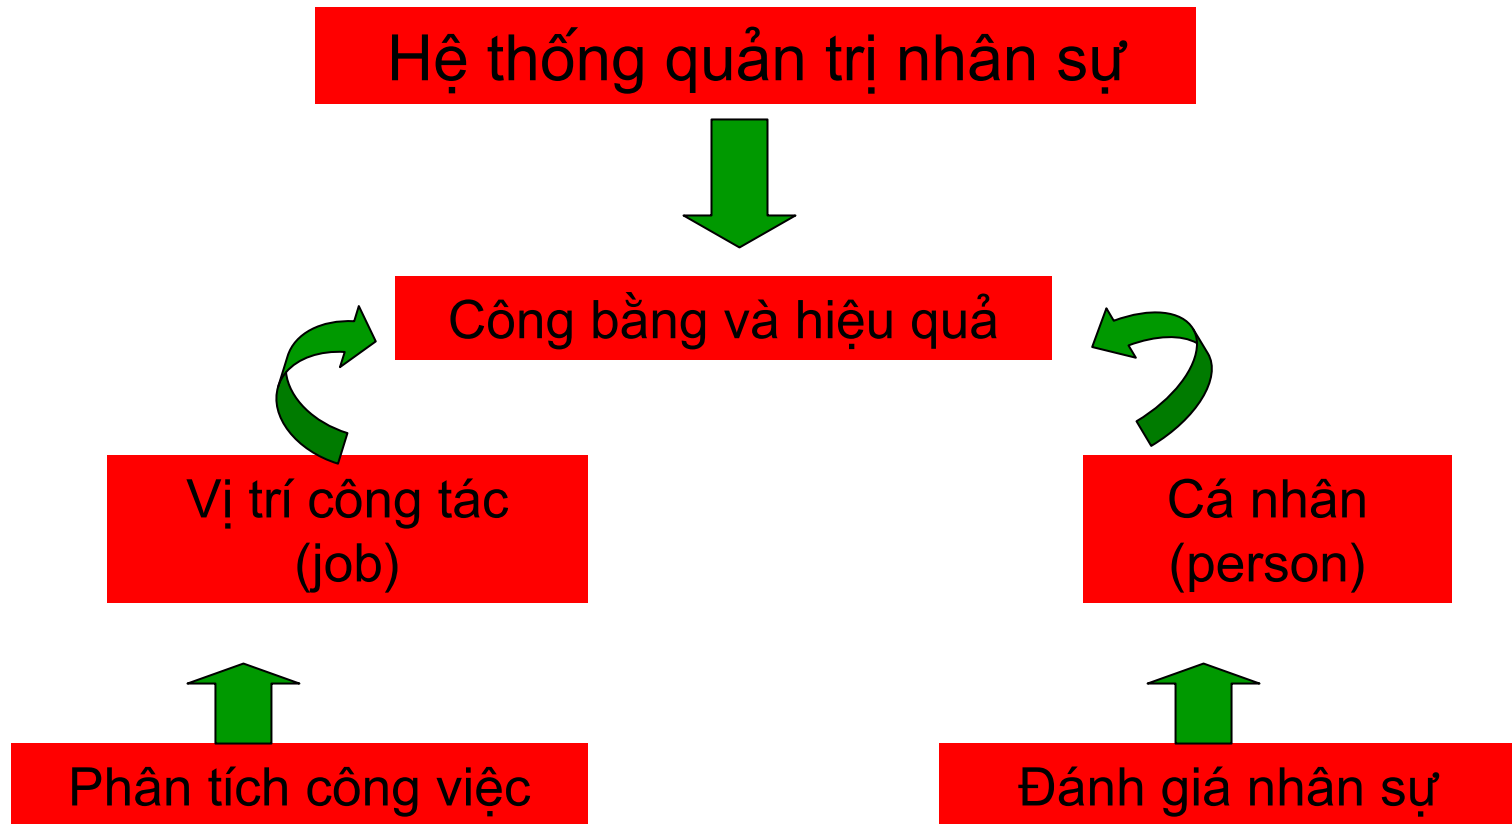 Hệ thống quản trị nhân sự
Công bằng và hiệu quả
Vị trí công tác
(job)
Cá nhân
(person)
Phân tích công việc
Đánh giá nhân sự